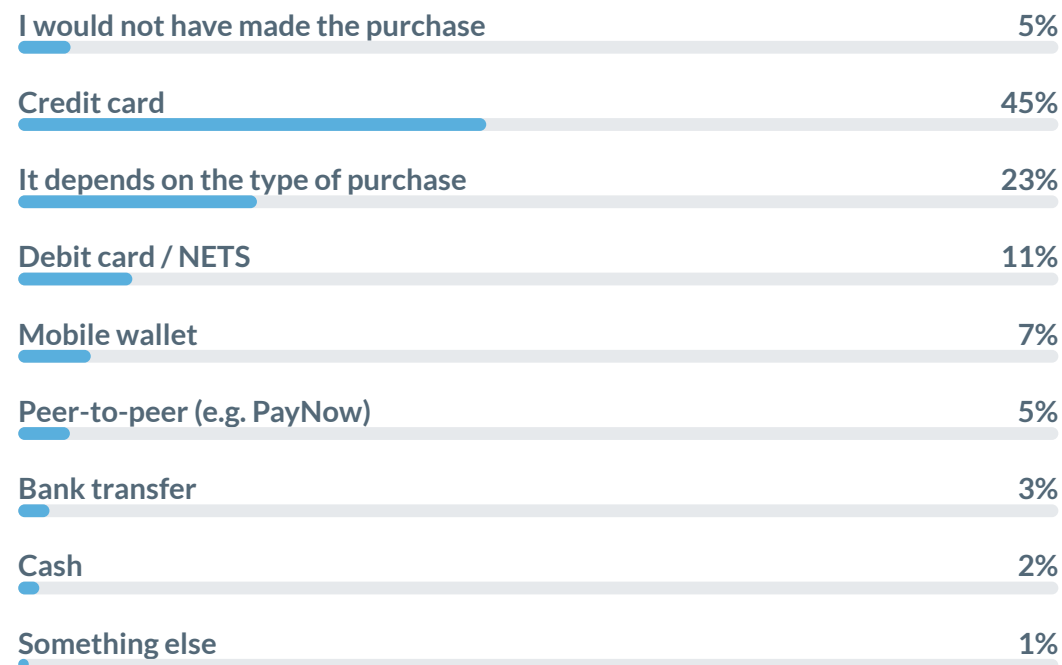 I would not have made the purchase 5%
Credit card 45%
It depends on the type of purchase 23%
Debit card / NETS 11%
Mobile wallet 7%
Peer-to-peer (e.g. PayNow) 5%
Bank transfer 3%
Cash 2%
Something else 1%